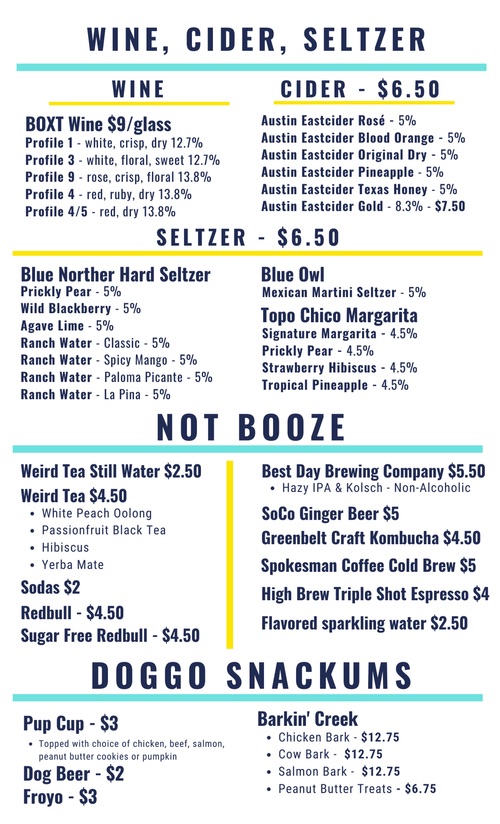 WINE, CIDER, SELTZER
WINE
BOXT Wine $9/glass
Profile 1 - white, crisp, dry 12.7%
Profile 3 - white, floral, sweet 12.7%
Profile 9 - rose, crisp, floral 13.8%
Profile 4 - red, ruby, dry 13.8%
Profile 4/5 - red, dry 13.8%
CIDER - $6.50
Austin Eastcider Rosé - 5%
Austin Eastcider Blood Orange - 5%
Austin Eastcider Original Dry - 5%
Austin Eastcider Pineapple - 5%
Austin Eastcider Texas Honey - 5%
Austin Eastcider Gold - 8.3% - $7.50
SELTZER - $6.50
Blue Norther Hard Seltzer
Prickly Pear - 5%
Wild Blackberry - 5%
Agave Lime - 5%
Ranch Water - Classic - 5%
Ranch Water - Spicy Mango - 5%
Ranch Water - Paloma Picante - 5%
Ranch Water - La Pina - 5%
Blue Owl
Mexican Martini Seltzer - 5%
Topo Chico Margarita
Signature Margarita - 4.5%
Prickly Pear - 4.5%
Strawberry Hibiscus - 4.5%
Tropical Pineapple - 4.5%
NOT BOOZE
Weird Tea Still Water $2.50
Weird Tea $4.50
• White Peach Oolong
• Passionfruit Black Tea
• Hibiscus
• Yerba Mate
Sodas $2
Redbull - $4.50
Sugar Free Redbull - $4.50
Best Day Brewing Company $5.50
• Hazy IPA & Kolsch - Non-Alcoholic
SoCo Ginger Beer $5
Greenbelt Craft Kombucha $4.50
Spokesman Coffee Cold Brew $5
High Brew Triple Shot Espresso $4
Flavored sparkling water $2.50
DOGGO SNACKUMS
Pup Cup - $3
• Topped with choice of chicken, beef, salmon,
peanut butter cookies or pumpkin
Dog Beer - $2
Froyo - $3
Barkin' Creek
• Chicken Bark - $12.75
• Cow Bark - $12.75
• Salmon Bark - $12.75
• Peanut Butter Treats - $6.75